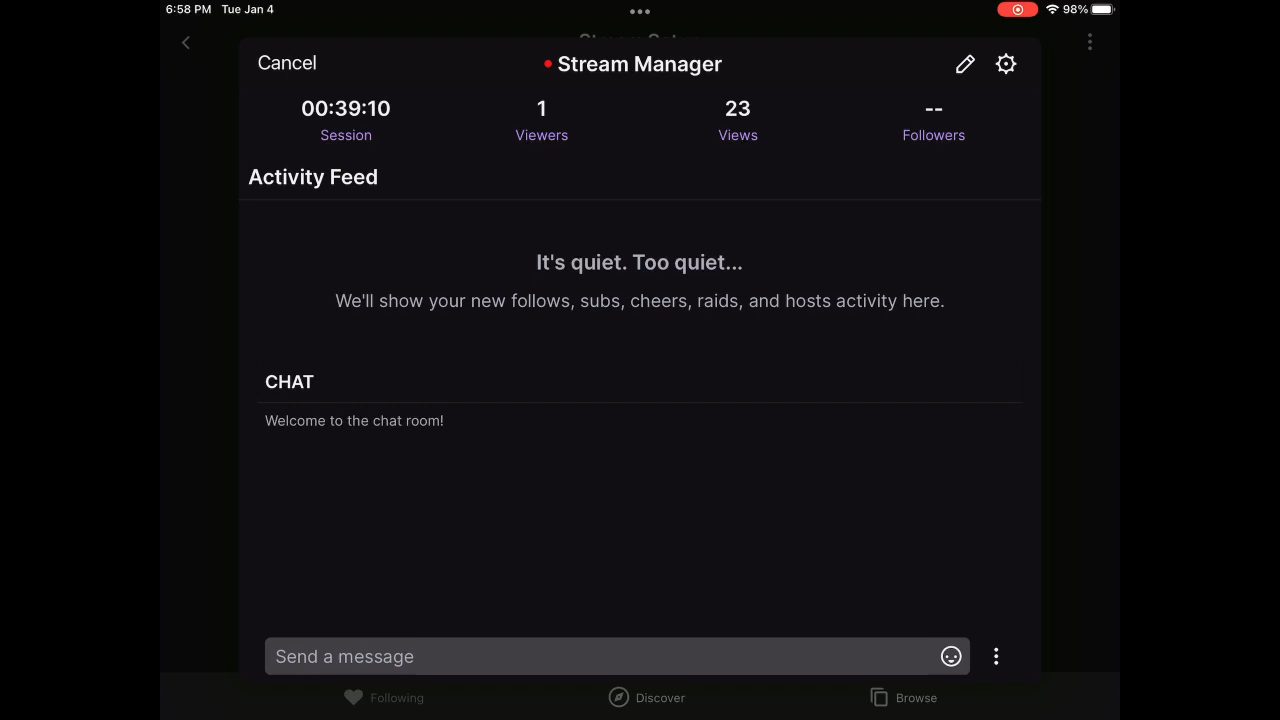 6:58 PM Tue Jan 4
98%
Cancel
Stream Manager
00:39:10
1
23
--
Session
Viewers
Views
Followers
Activity Feed
It's quiet. Too quiet...
We'll show your new follows, subs, cheers, raids, and hosts activity here.
CHAT
Welcome to the chat room!
Send a message
Following
Discover
Browse